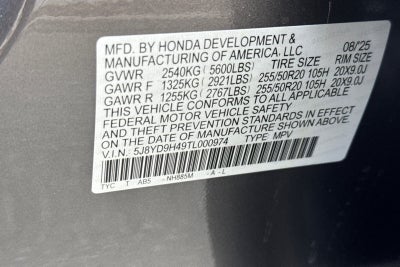 MFD. BY HONDA DEVELOPMENT &
MANUFACTURING OF AMERICA, LLC 08/'25
GVWR 2540KG (5600LBS) TIRE SIZE RIM SIZE
GAWR F 1325KG (2921LBS) 255/50R20 105H 20X9.0J
GAWR R 1255KG (2767LBS) 255/50R20 105H 20X9.0J
THIS VEHICLE CONFORMS TO ALL APPLICABLE
FEDERAL MOTOR VEHICLE SAFETY
AND THEFT PREVENTION STANDARDS IN EFFECT
ON THE DATE OF MANUFACTURE SHOWN ABOVE.
V.I.N.: 5J8YD9H49TL000974 TYPE: MPV
TYC 1 AB5 -NH885M -A -L